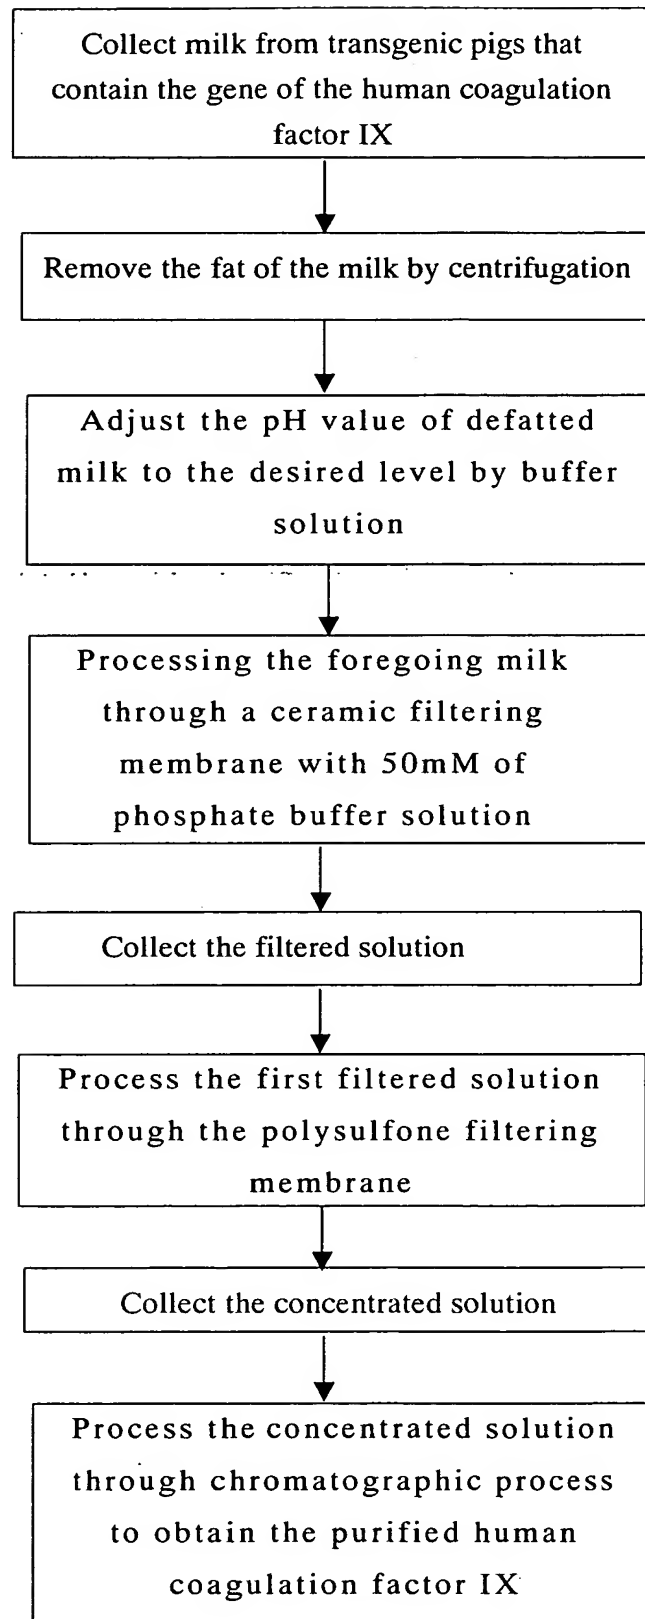 Collect milk from transgenic pigs that
contain the gene of the human coagulation
factor IX
Remove the fat of the milk by centrifugation
Adjust the pH value of defatted
milk to the desired level by buffer
solution
Processing the foregoing milk
through a ceramic filtering
membrane with 50mM of
phosphate buffer solution
Collect the filtered solution
Process the first filtered solution
through the polysulfone filtering
membrane
Collect the concentrated solution
Process the concentrated solution
through chromatographic process
to obtain the purified human
coagulation factor IX